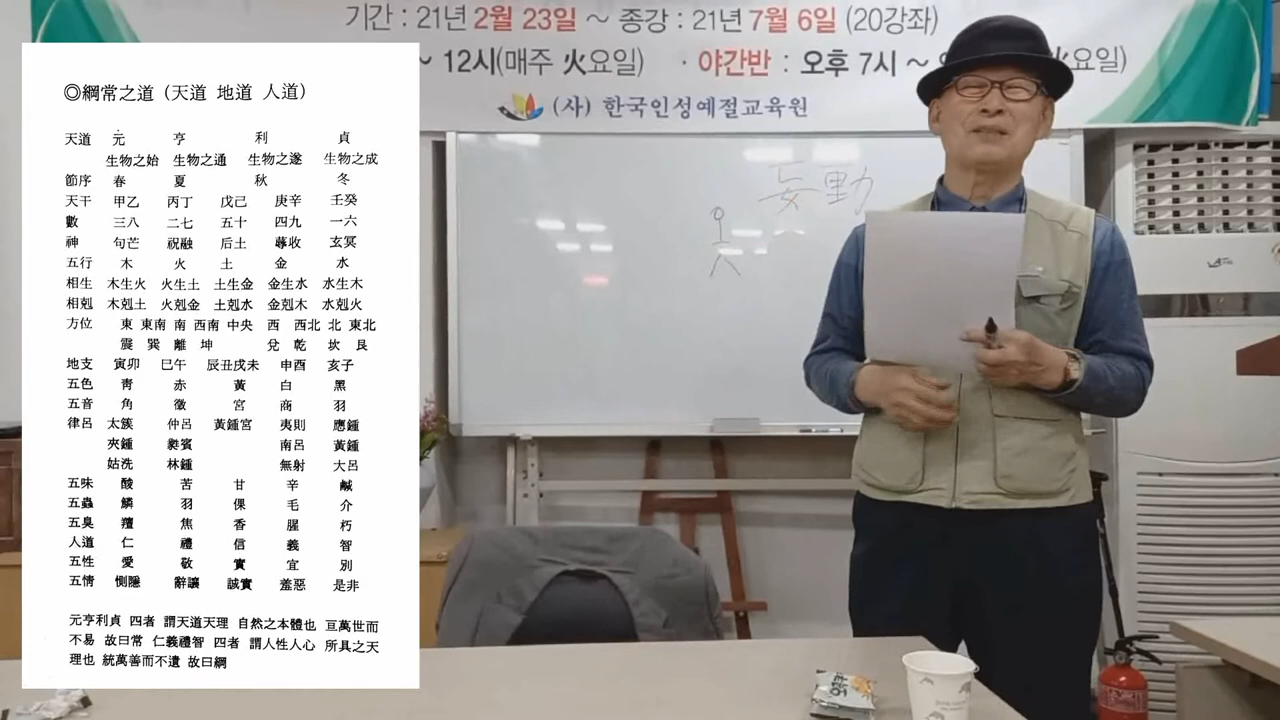 기간 : 21년 2월 23일 ~ 종강 : 21년 7월 6일 (20강좌)
~ 12시(매주 火요일) · 야간반 : 오후 7시 ~ 요일)
(사) 한국인성예절교육원
妄動
◎綱常之道 (天道 地道 人道)
天道 元 亨 利 貞
生物之始 生物之通 生物之遂 生物之成
節序 春 夏 秋 冬
天干 甲乙 丙丁 戊己 庚辛 壬癸
數 三八 二七 五十 四九 一六
神 句芒 祝融 后土 蓐收 玄冥
五行 木 火 土 金 水
相生 木生火 火生土 土生金 金生水 水生木
相剋 木剋土 火剋金 土剋水 金剋木 水剋火
方位 東 東南 南 西南 中央 西 西北 北 東北
震 巽 離 坤 兌 乾 坎 艮
地支 寅卯 巳午 辰丑戌未 申酉 亥子
五色 靑 赤 黃 白 黑
五音 角 徵 宮 商 羽
律呂 太簇 仲呂 黃鍾宮 夷則 應鍾
夾鍾 蕤賓 南呂 黃鍾
姑洗 林鍾 無射 大呂
五味 酸 苦 甘 辛 鹹
五蟲 鱗 羽 倮 毛 介
五臭 羶 焦 香 腥 朽
人道 仁 禮 信 義 智
五性 愛 敬 實 宜 別
五情 惻隱 辭讓 誠實 羞惡 是非
元亨利貞 四者 謂天道天理 自然之本體也 亘萬世而
不易 故曰常 仁義禮智 四者 謂人性人心 所具之天
理也 統萬善而不遺 故曰綱